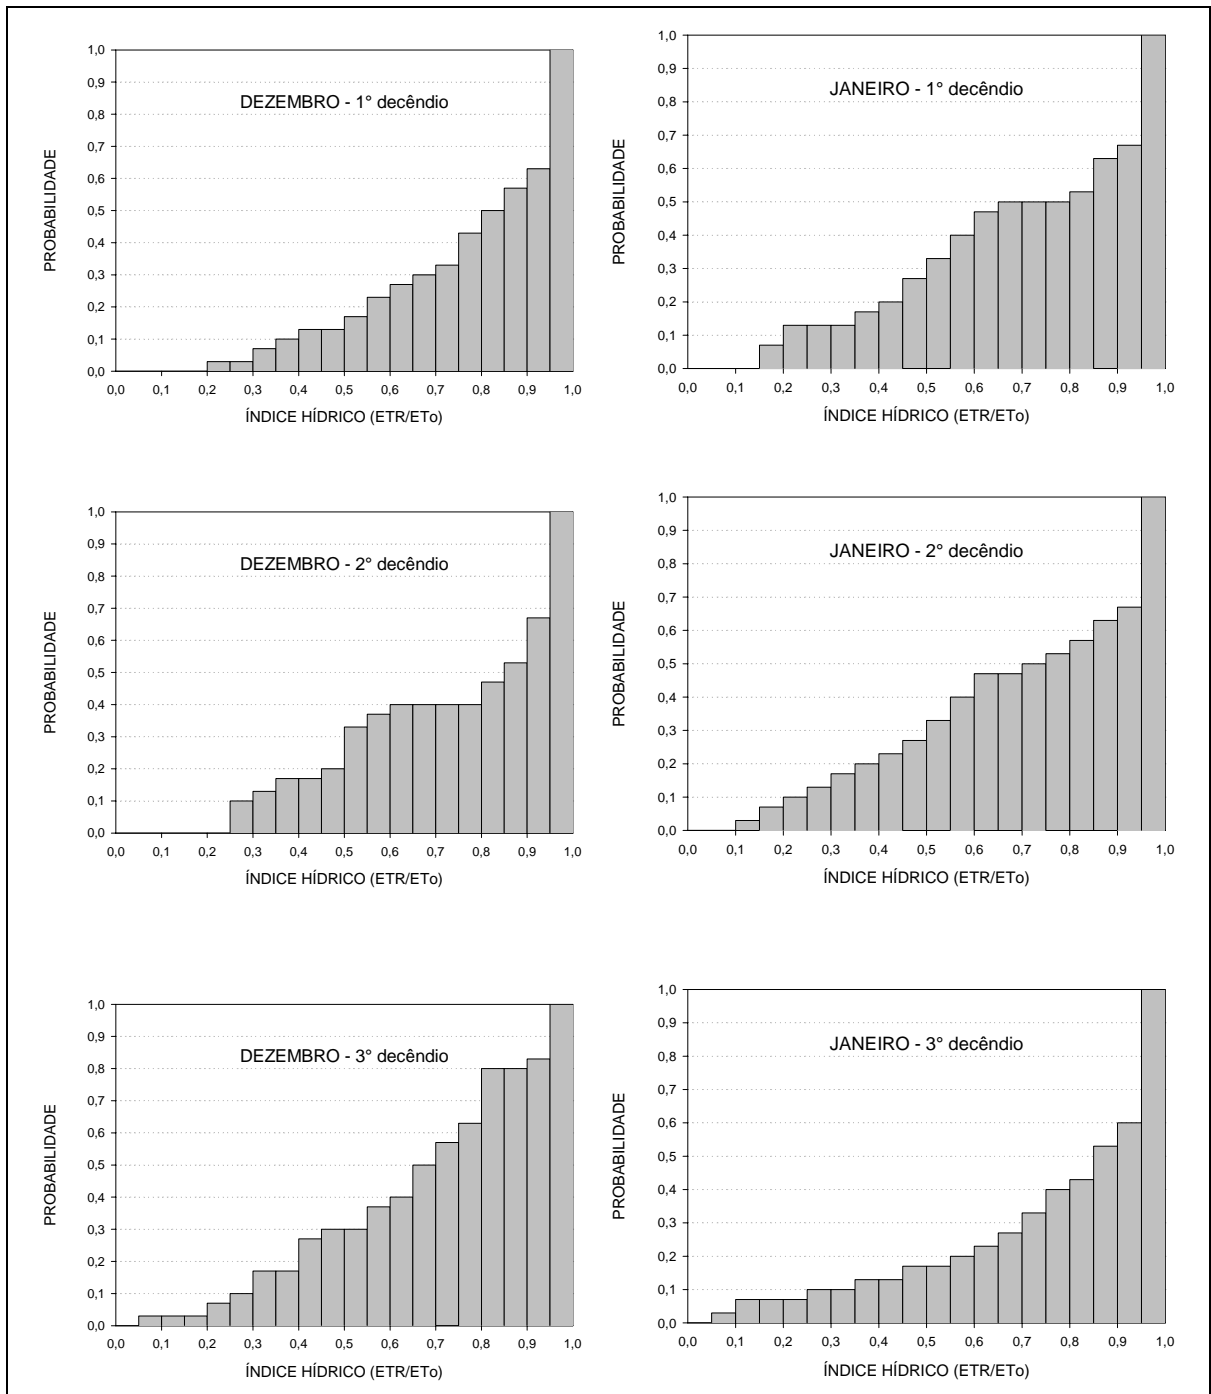 DEZEMBRO - 1° decêndio
PROBABILIDADE
1,0
0,9
0,8
0,7
0,6
0,5
0,4
0,3
0,2
0,1
0,0
0,0 0,1 0,2 0,3 0,4 0,5 0,6 0,7 0,8 0,9 1,0
ÍNDICE HÍDRICO (ETR/ETo)
JANEIRO - 1° decêndio
PROBABILIDADE
1,0
0,9
0,8
0,7
0,6
0,5
0,4
0,3
0,2
0,1
0,0
0,0 0,1 0,2 0,3 0,4 0,5 0,6 0,7 0,8 0,9 1,0
ÍNDICE HÍDRICO (ETR/ETo)
DEZEMBRO - 2° decêndio
PROBABILIDADE
1,0
0,9
0,8
0,7
0,6
0,5
0,4
0,3
0,2
0,1
0,0
0,0 0,1 0,2 0,3 0,4 0,5 0,6 0,7 0,8 0,9 1,0
ÍNDICE HÍDRICO (ETR/ETo)
JANEIRO - 2° decêndio
PROBABILIDADE
1,0
0,9
0,8
0,7
0,6
0,5
0,4
0,3
0,2
0,1
0,0
0,0 0,1 0,2 0,3 0,4 0,5 0,6 0,7 0,8 0,9 1,0
ÍNDICE HÍDRICO (ETR/ETo)
DEZEMBRO - 3° decêndio
PROBABILIDADE
1,0
0,9
0,8
0,7
0,6
0,5
0,4
0,3
0,2
0,1
0,0
0,0 0,1 0,2 0,3 0,4 0,5 0,6 0,7 0,8 0,9 1,0
ÍNDICE HÍDRICO (ETR/ETo)
JANEIRO - 3° decêndio
PROBABILIDADE
1,0
0,9
0,8
0,7
0,6
0,5
0,4
0,3
0,2
0,1
0,0
0,0 0,1 0,2 0,3 0,4 0,5 0,6 0,7 0,8 0,9 1,0
ÍNDICE HÍDRICO (ETR/ETo)